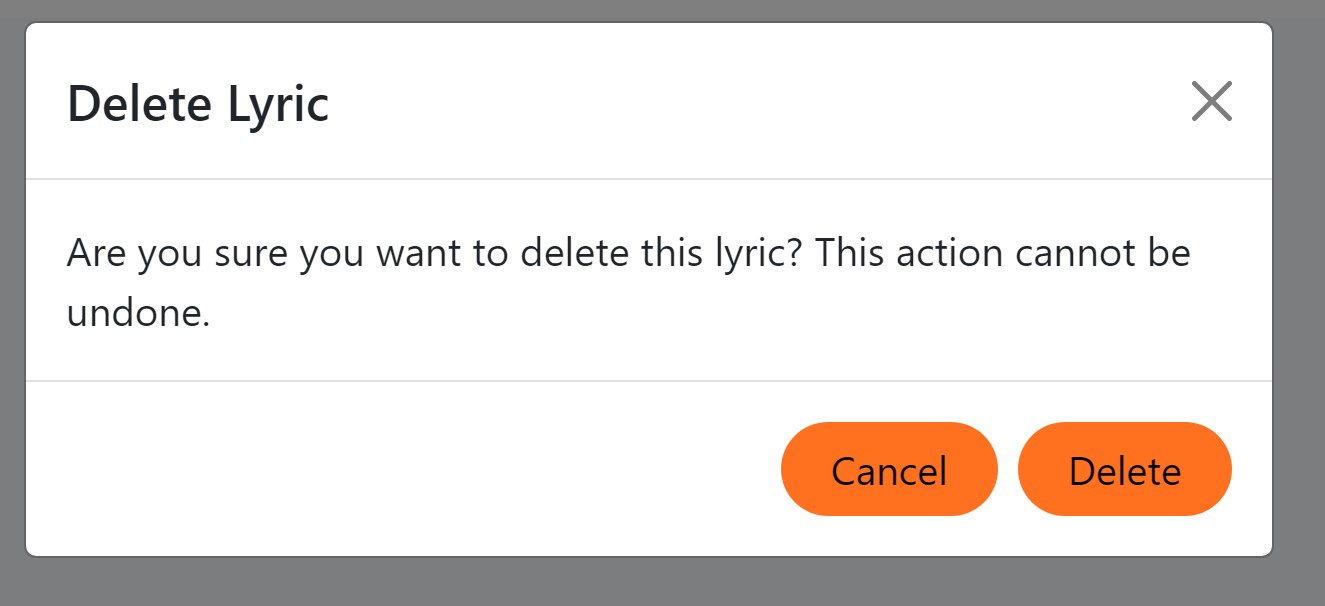 Delete Lyric
Are you sure you want to delete this lyric? This action cannot be
undone.
Cancel Delete